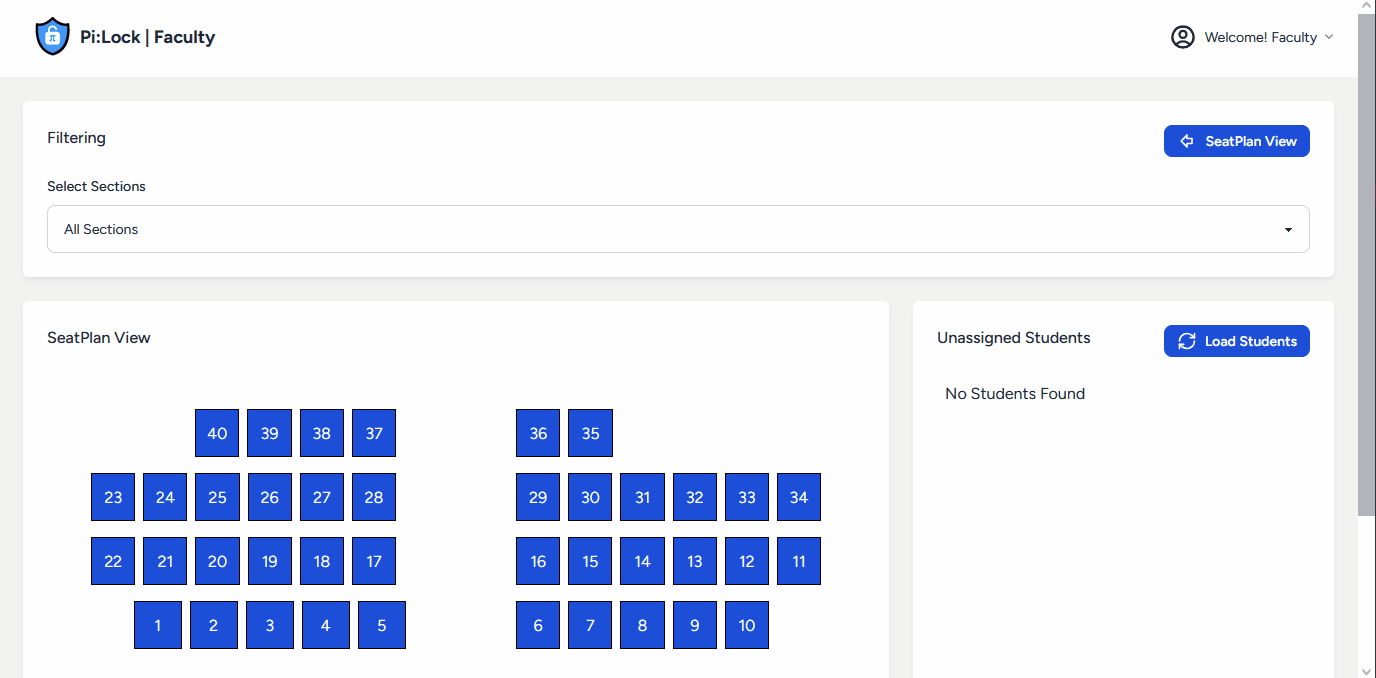 Pi:Lock | Faculty
Welcome! Faculty
Filtering
SeatPlan View
Select Sections
All Sections
SeatPlan View
40 39 38 37 36 35
23 24 25 26 27 28 29 30 31 32 33 34
22 21 20 19 18 17 16 15 14 13 12 11
1 2 3 4 5 6 7 8 9 10
Unassigned Students
Load Students
No Students Found